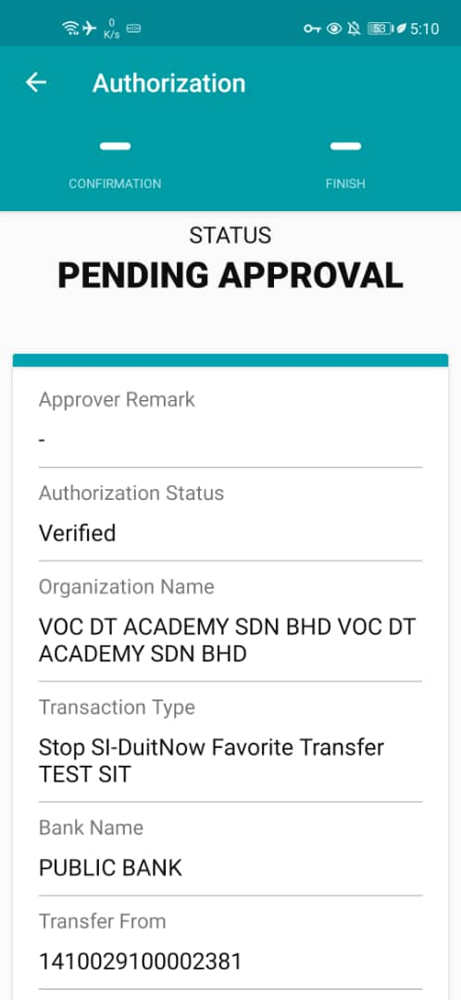 0
K/s
53
5:10
Authorization
CONFIRMATION
FINISH
STATUS
PENDING APPROVAL
Approver Remark
-
Authorization Status
Verified
Organization Name
VOC DT ACADEMY SDN BHD VOC DT
ACADEMY SDN BHD
Transaction Type
Stop SI-DuitNow Favorite Transfer
TEST SIT
Bank Name
PUBLIC BANK
Transfer From
1410029100002381